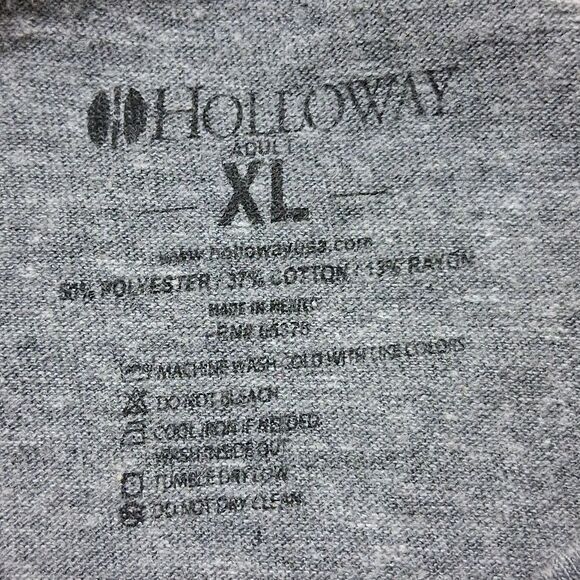 HOLLOWAY
ADULT
XL
www.hollowayusa.com
50% POLYESTER / 37% COTTON / 13% RAYON
MADE IN MEXICO
RN# 60376
MACHINE WASH COLD WITH LIKE COLORS
DO NOT BLEACH
COOL IRON IF NEEDED
WASH INSIDE OUT
TUMBLE DRY LOW
DO NOT DRY CLEAN